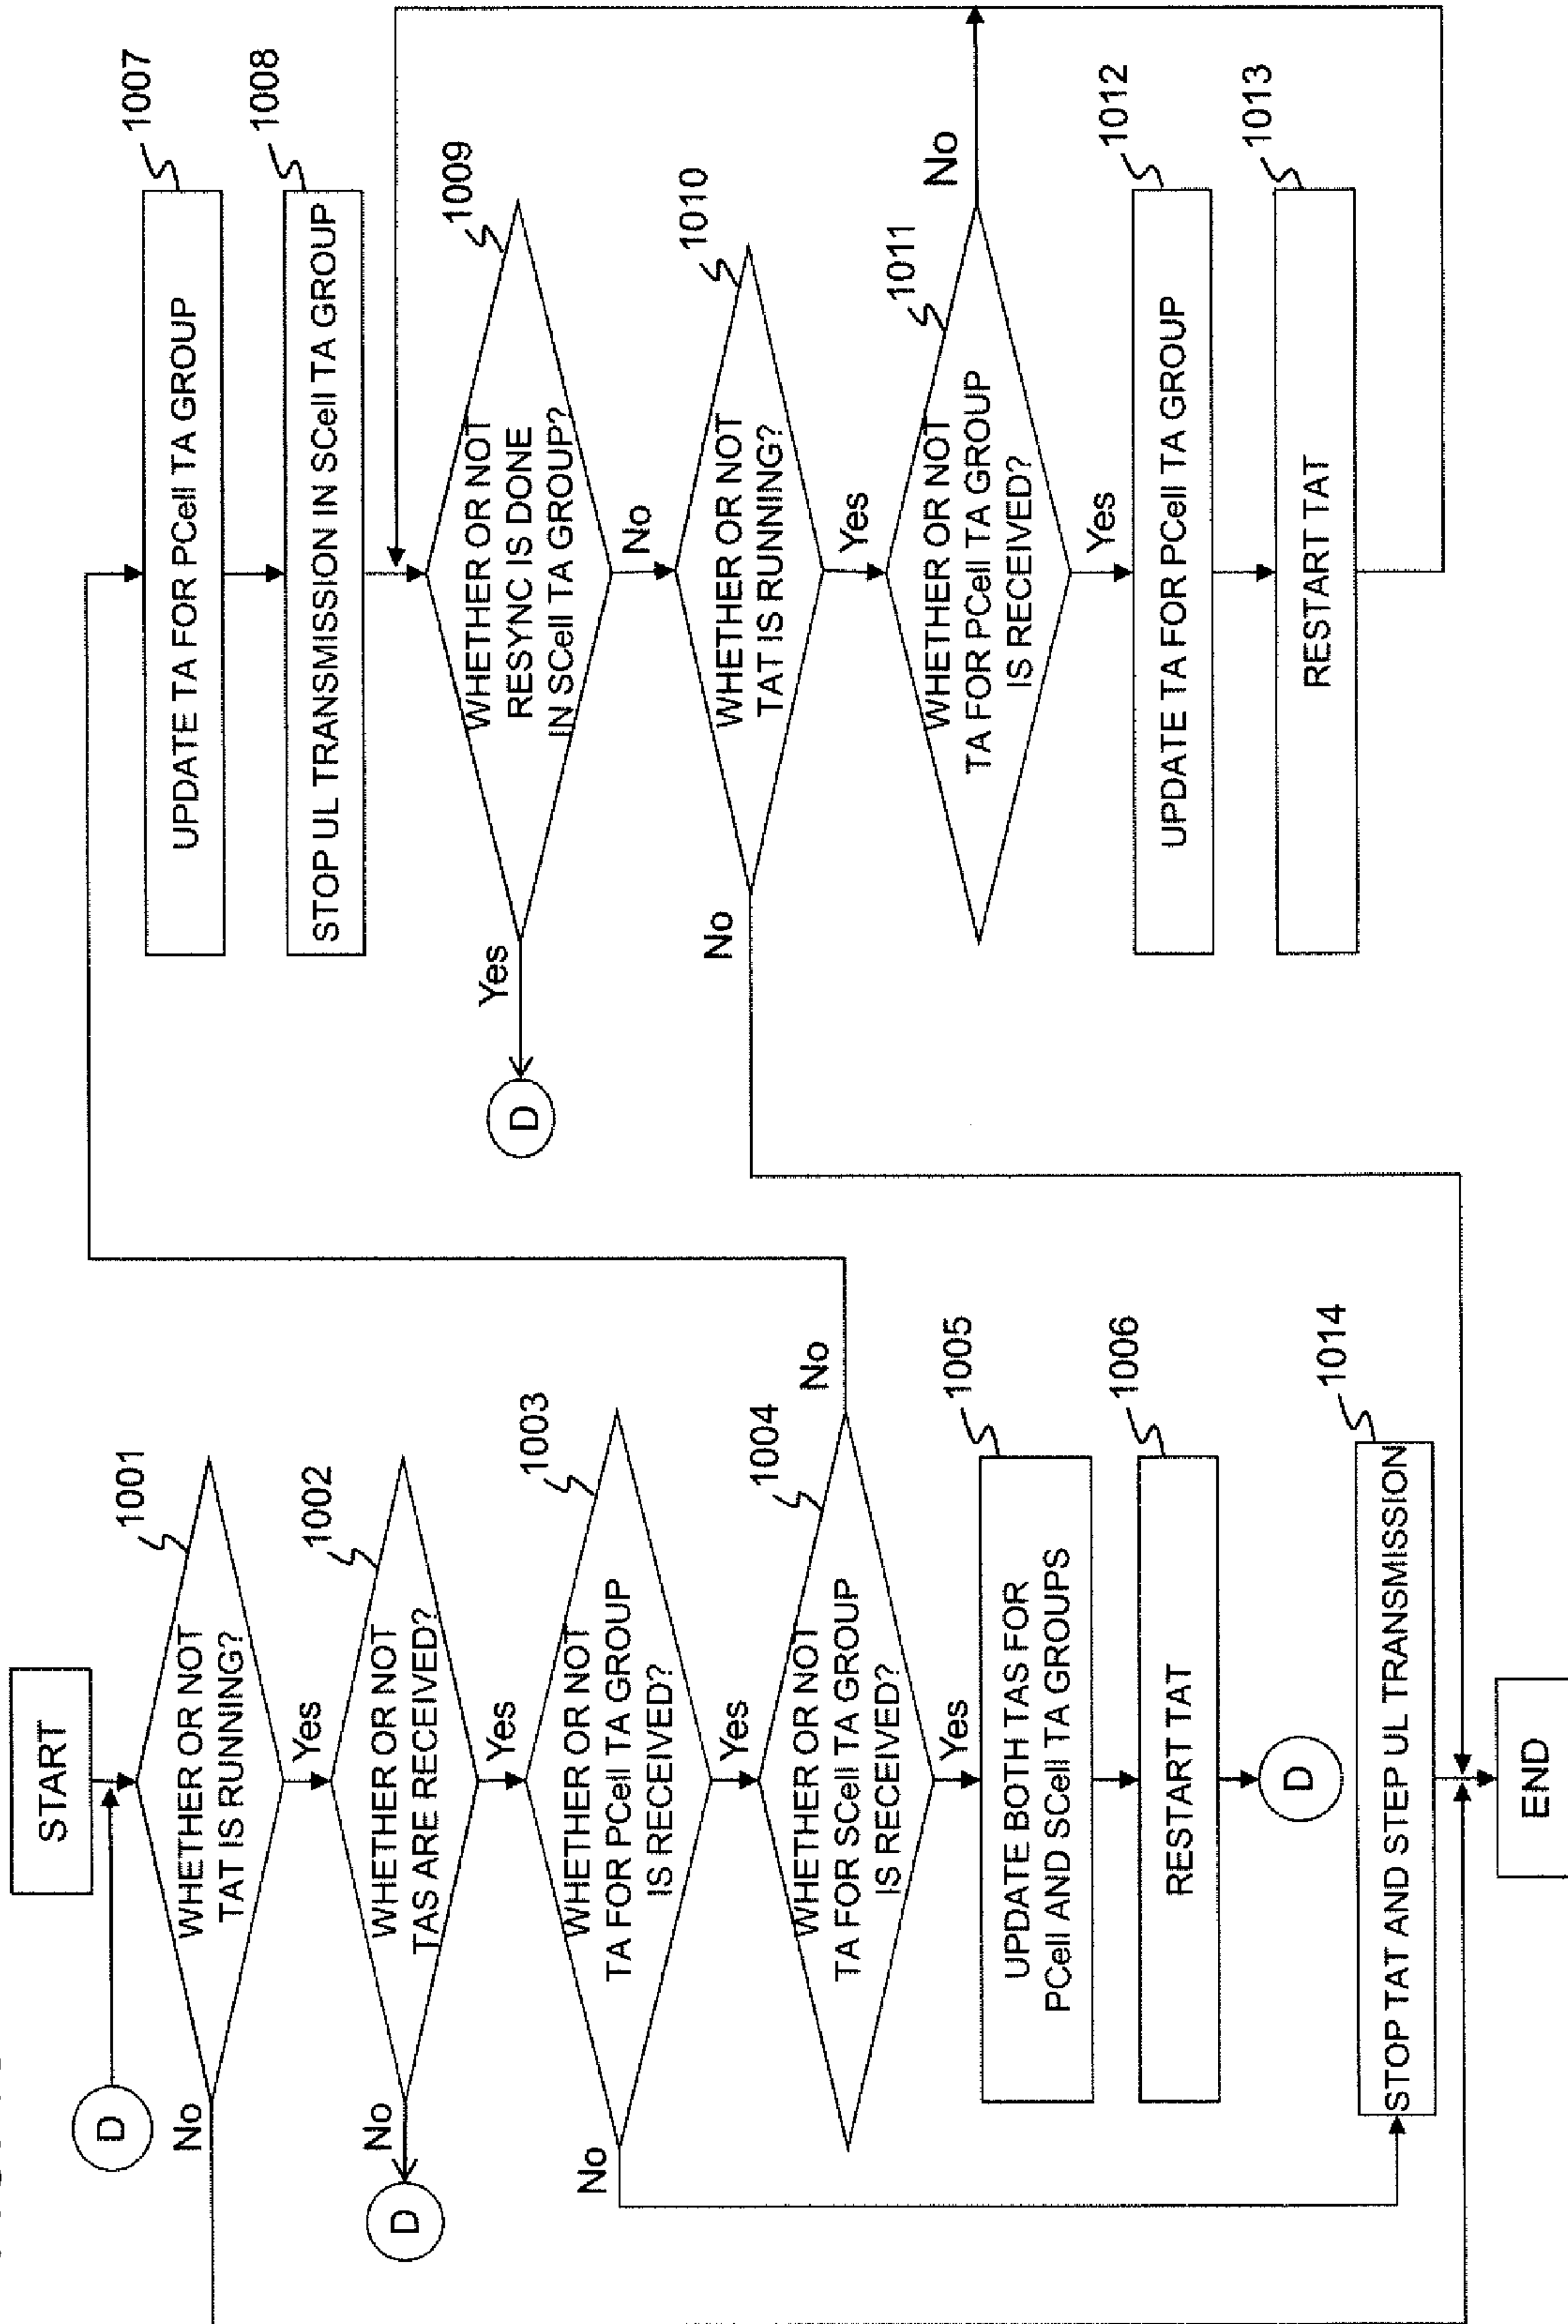 START
D
1001
WHETHER OR NOT
TAT IS RUNNING?
No
Yes
1002
WHETHER OR NOT
TAS ARE RECEIVED?
No
D
Yes
1003
WHETHER OR NOT
TA FOR PCell TA GROUP
IS RECEIVED?
No
Yes
1004
WHETHER OR NOT
TA FOR SCell TA GROUP
IS RECEIVED?
No
Yes
1005
UPDATE BOTH TAS FOR
PCell AND SCell TA GROUPS
1006
RESTART TAT
D
1014
STOP TAT AND STEP UL TRANSMISSION
END
1007
UPDATE TA FOR PCell TA GROUP
1008
STOP UL TRANSMISSION IN SCell TA GROUP
1009
WHETHER OR NOT
RESYNC IS DONE
IN SCell TA GROUP?
Yes
D
No
1010
WHETHER OR NOT
TAT IS RUNNING?
No
Yes
1011
WHETHER OR NOT
TA FOR PCell TA GROUP
IS RECEIVED?
No
Yes
1012
UPDATE TA FOR PCell TA GROUP
1013
RESTART TAT